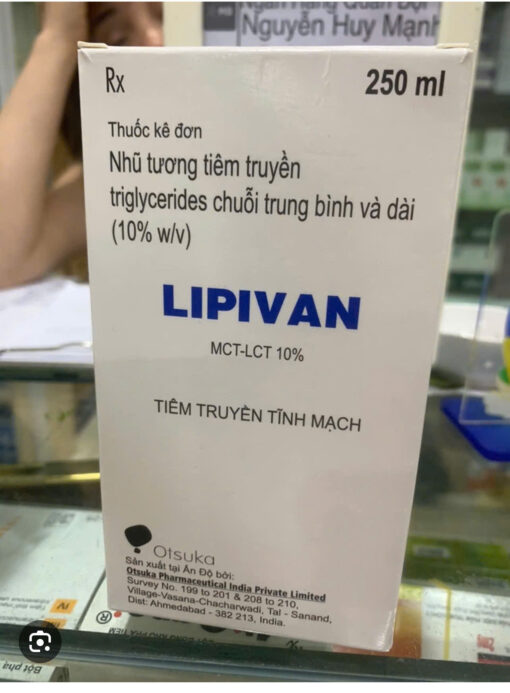 Nguyễn Huy Mạnh
Rx
250 ml
Thuốc kê đơn
Nhũ tương tiêm truyền
triglycerides chuỗi trung bình và dài
(10% w/v)
LIPIVAN
MCT-LCT 10%
TIÊM TRUYỀN TĨNH MẠCH
Otsuka
Sản xuất tại Ấn Độ bởi:
Otsuka Pharmaceutical India Private Limited
Survey No. 199 to 201 & 208 to 210,
Village-Vasana-Chacharwadi, Tal - Sanand,
Dist: Ahmedabad - 382 213, India.